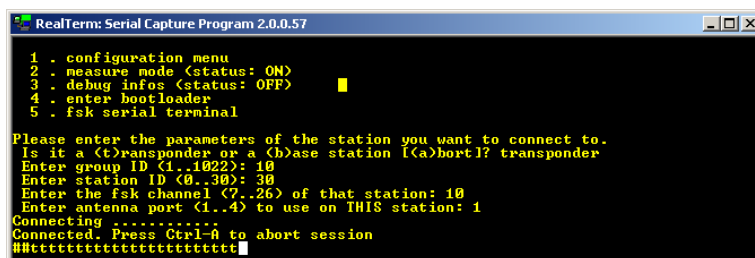 RealTerm: Serial Capture Program 2.0.0.57
1 . configuration menu
2 . measure mode (status: ON)
3 . debug infos (status: OFF)
4 . enter bootloader
5 . fsk serial terminal
Please enter the parameters of the station you want to connect to.
Is it a (t)ransponder or a (b)ase station [(a)bort]? transponder
Enter group ID (1..1022): 10
Enter station ID (0..30): 30
Enter the fsk channel (7..26) of that station: 10
Enter antenna port (1..4) to use on THIS station: 1
Connecting ............
Connected. Press Ctrl-A to abort session
##ttttttttttttttttttttttt